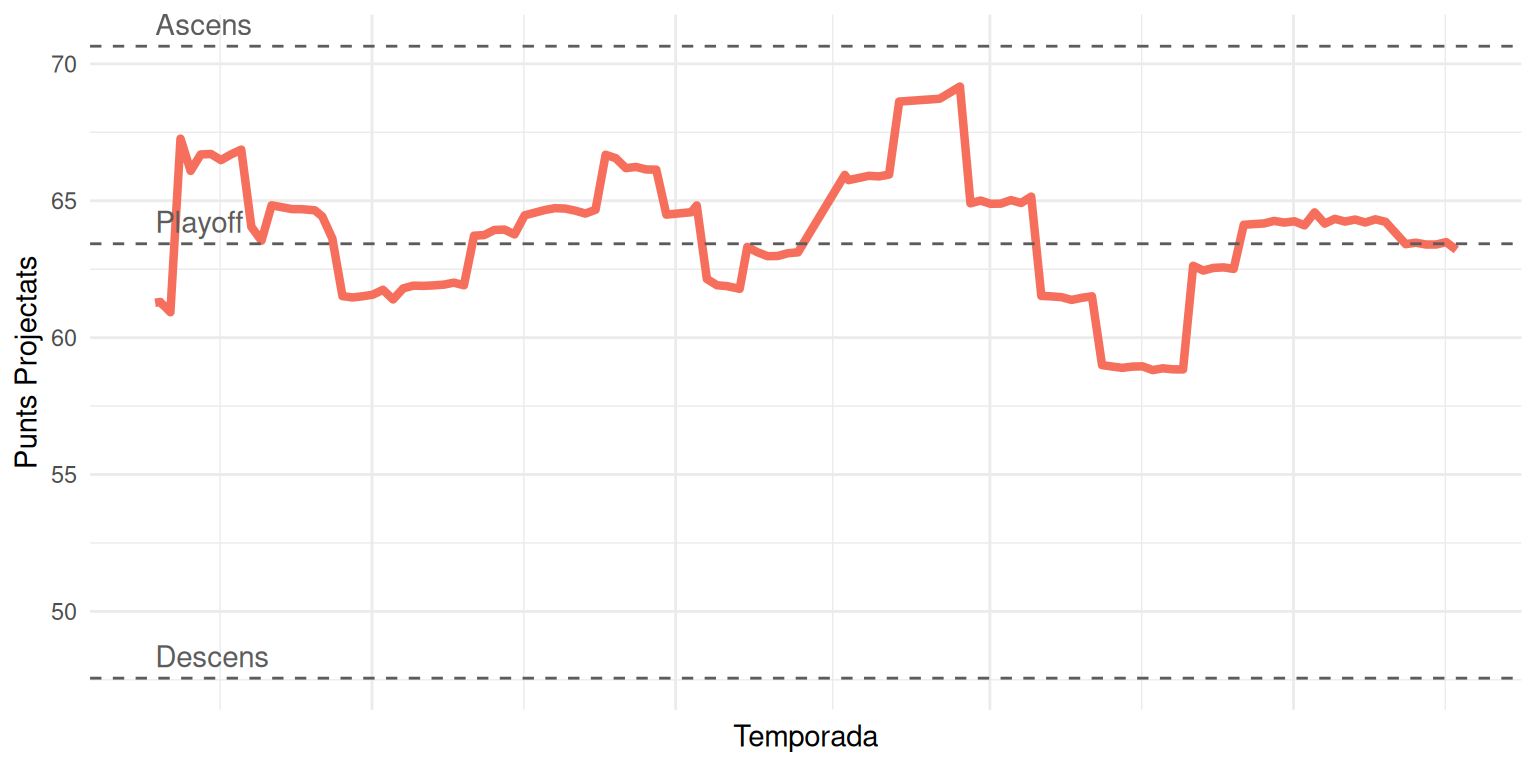 Ascens
70
65
Playoff
60
55
50
Descens
Punts Projectats
Temporada